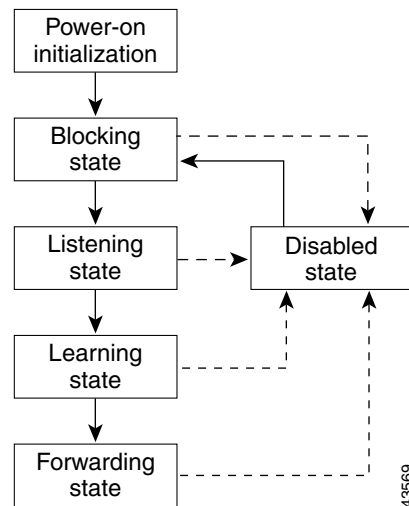 Power-on
initialization
Blocking
state
Listening
state
Disabled
state
Learning
state
Forwarding
state
43569